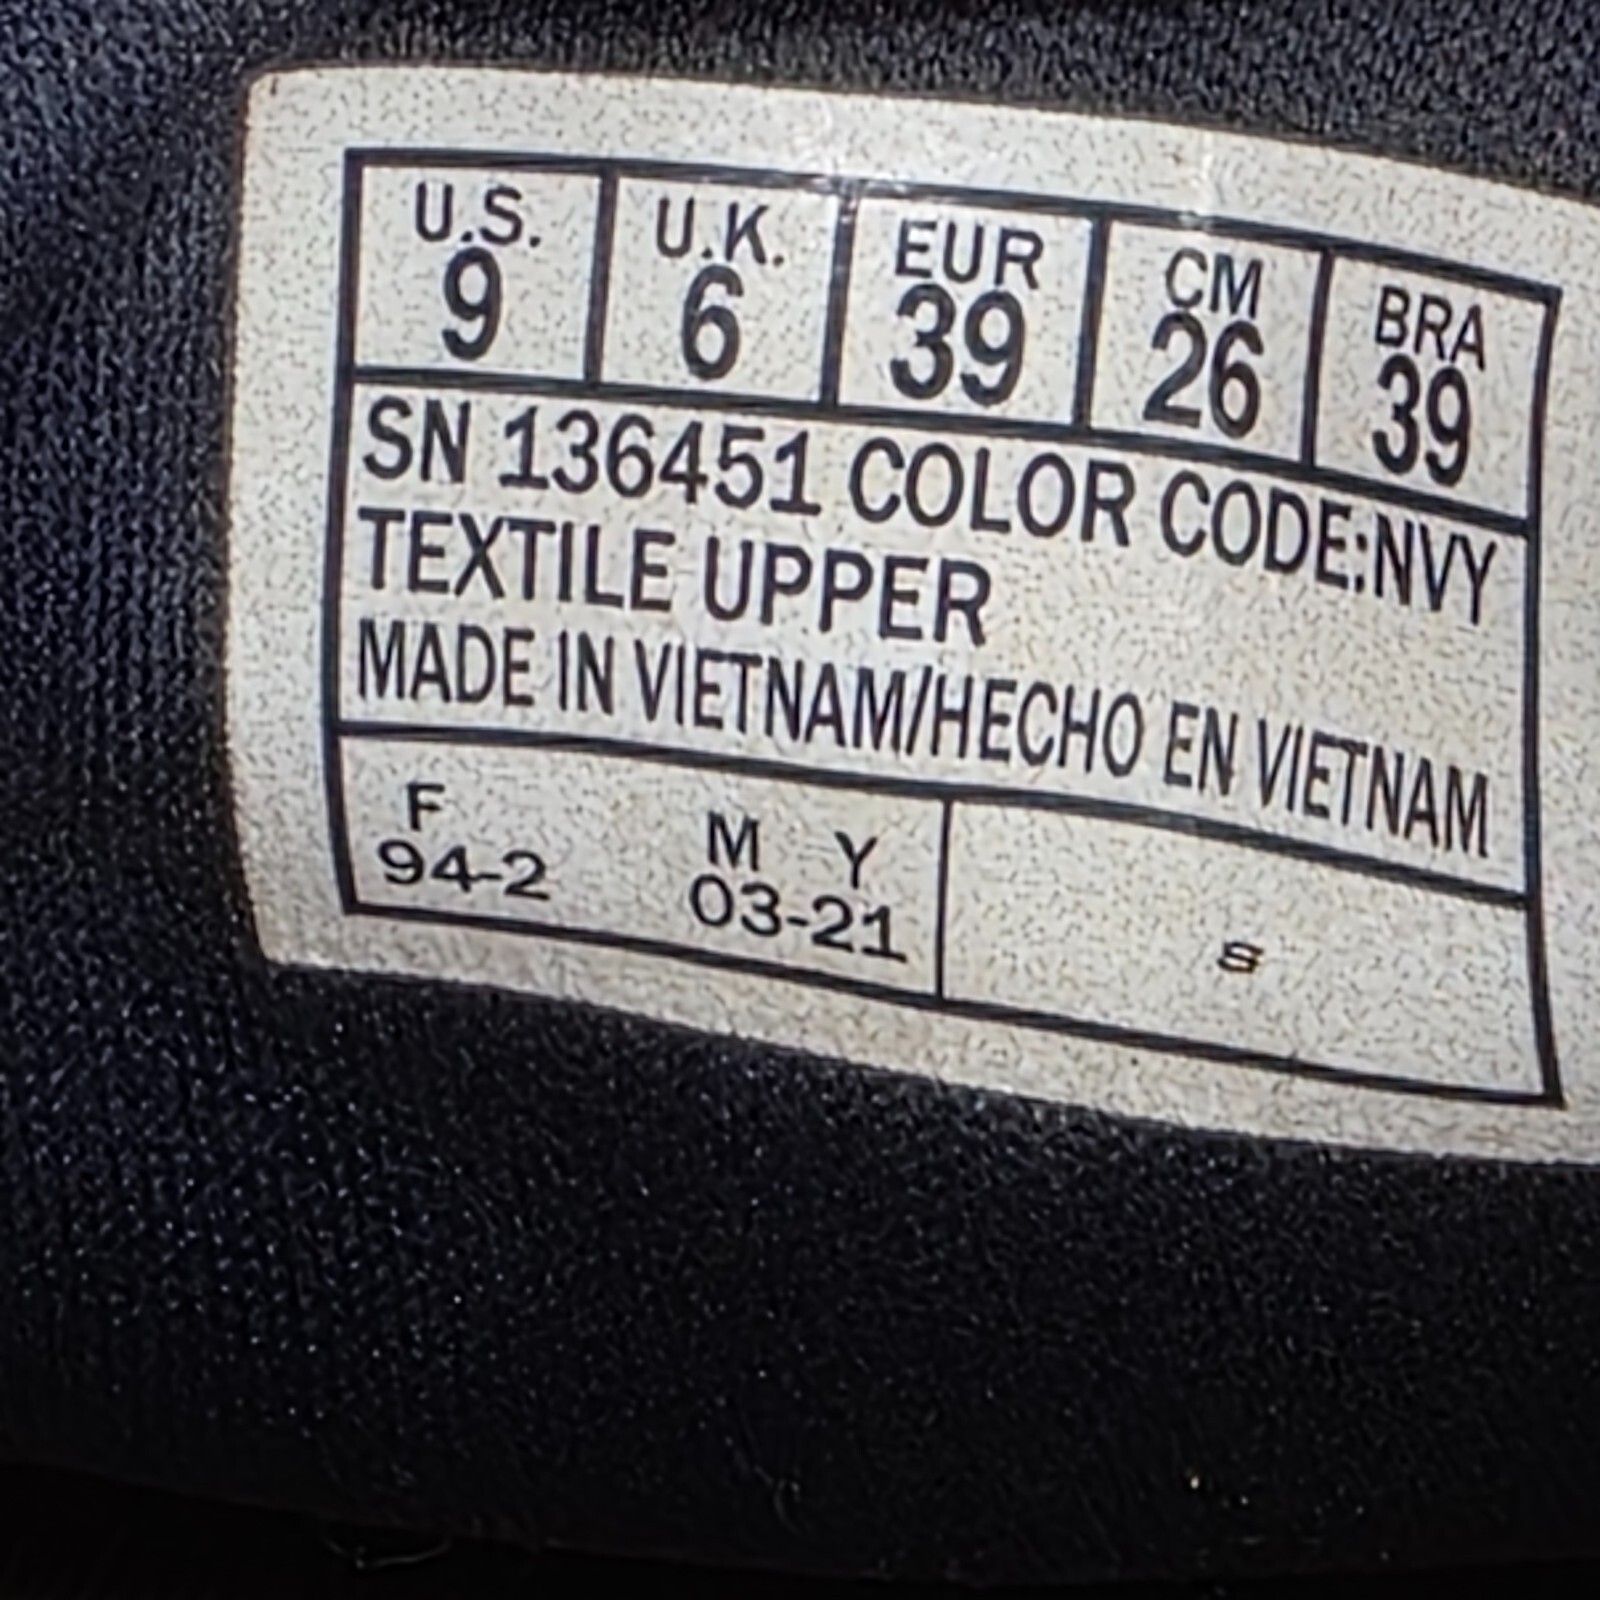 U.S. U.K. EUR CM BRA
9 6 39 26 39
SN 136451 COLOR CODE:NVY
TEXTILE UPPER
MADE IN VIETNAM/HECHO EN VIETNAM
F M Y
94-2 03-21
s